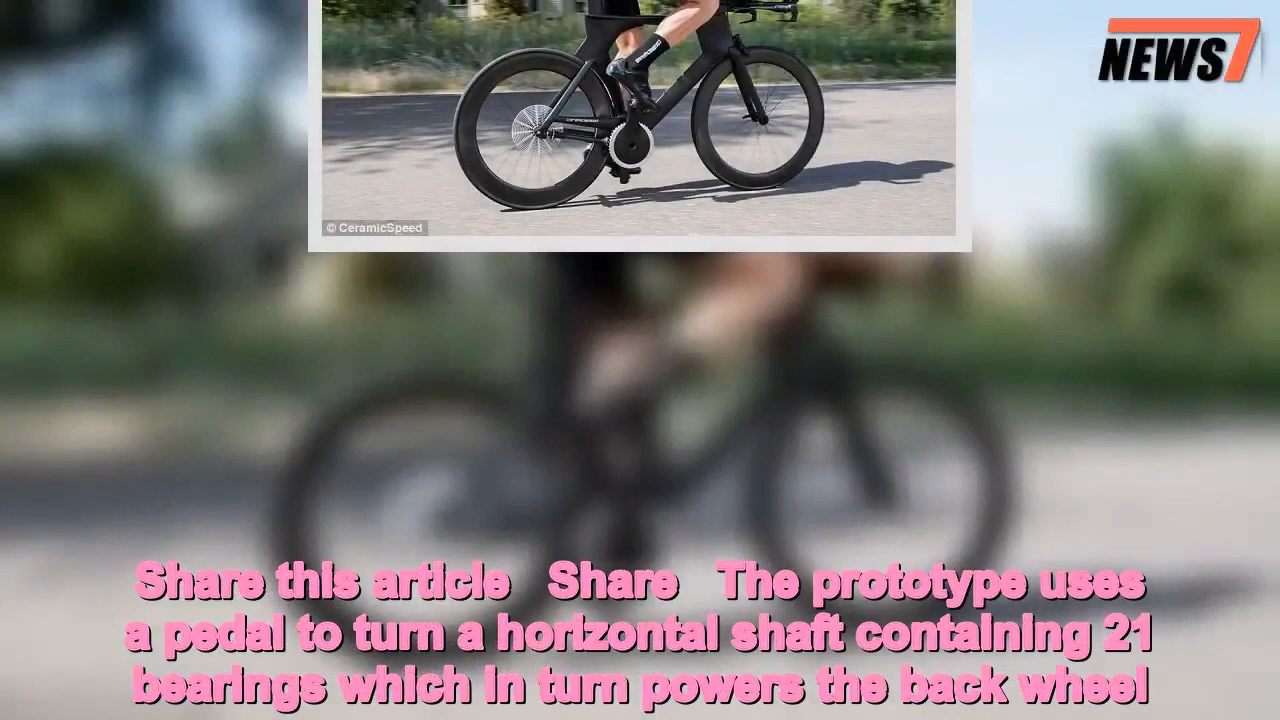 NEWS7
© CeramicSpeed
Share this article Share The prototype uses
a pedal to turn a horizontal shaft containing 21
bearings which in turn powers the back wheel